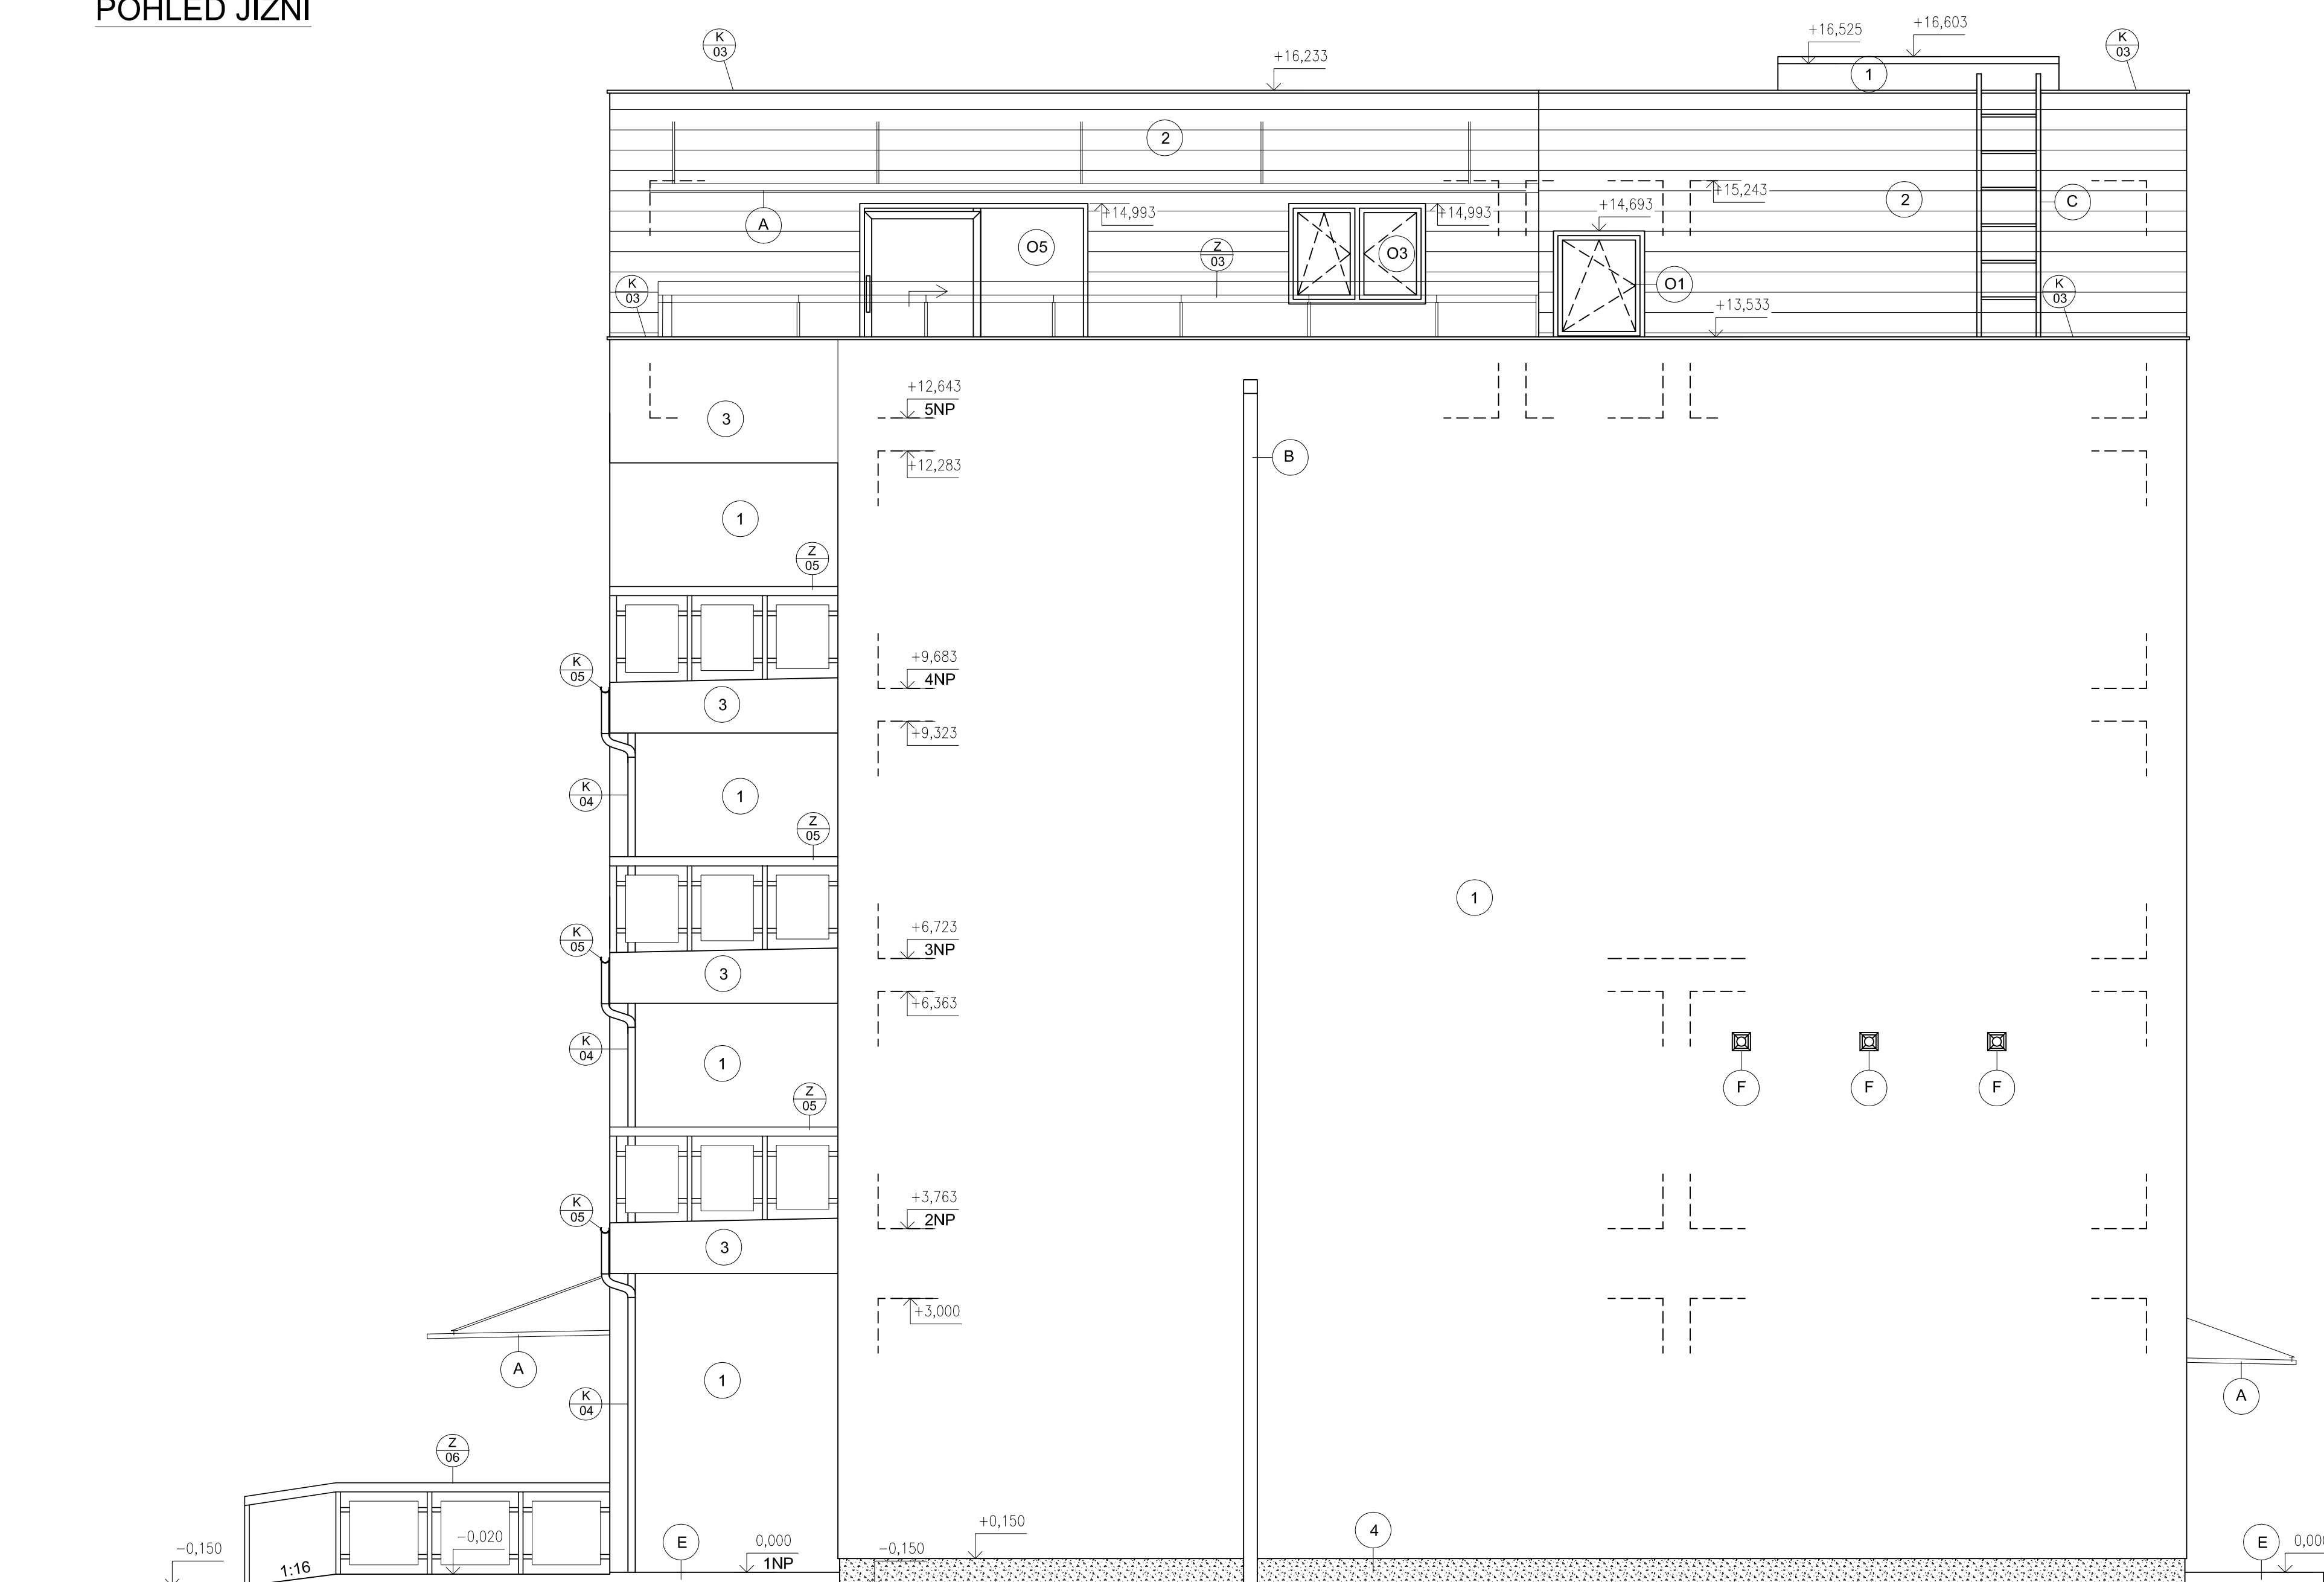 POHLED JIŽNÍ
K
03
+16,233
+16,525
+16,603
K
03
1
2
+15,243
2
C
A
+14,993
+14,993
+14,693
O5
Z
03
O3
O1
K
03
K
03
+13,533
+12,643
5NP
3
+12,283
B
1
Z
05
+9,683
4NP
K
05
3
+9,323
K
04
1
Z
05
1
+6,723
3NP
K
05
3
+6,363
K
04
1
F
F
F
Z
05
+3,763
2NP
K
05
3
+3,000
A
1
A
K
04
Z
06
-0,150
1:16
-0,020
E
0,000
1NP
-0,150
+0,150
4
E